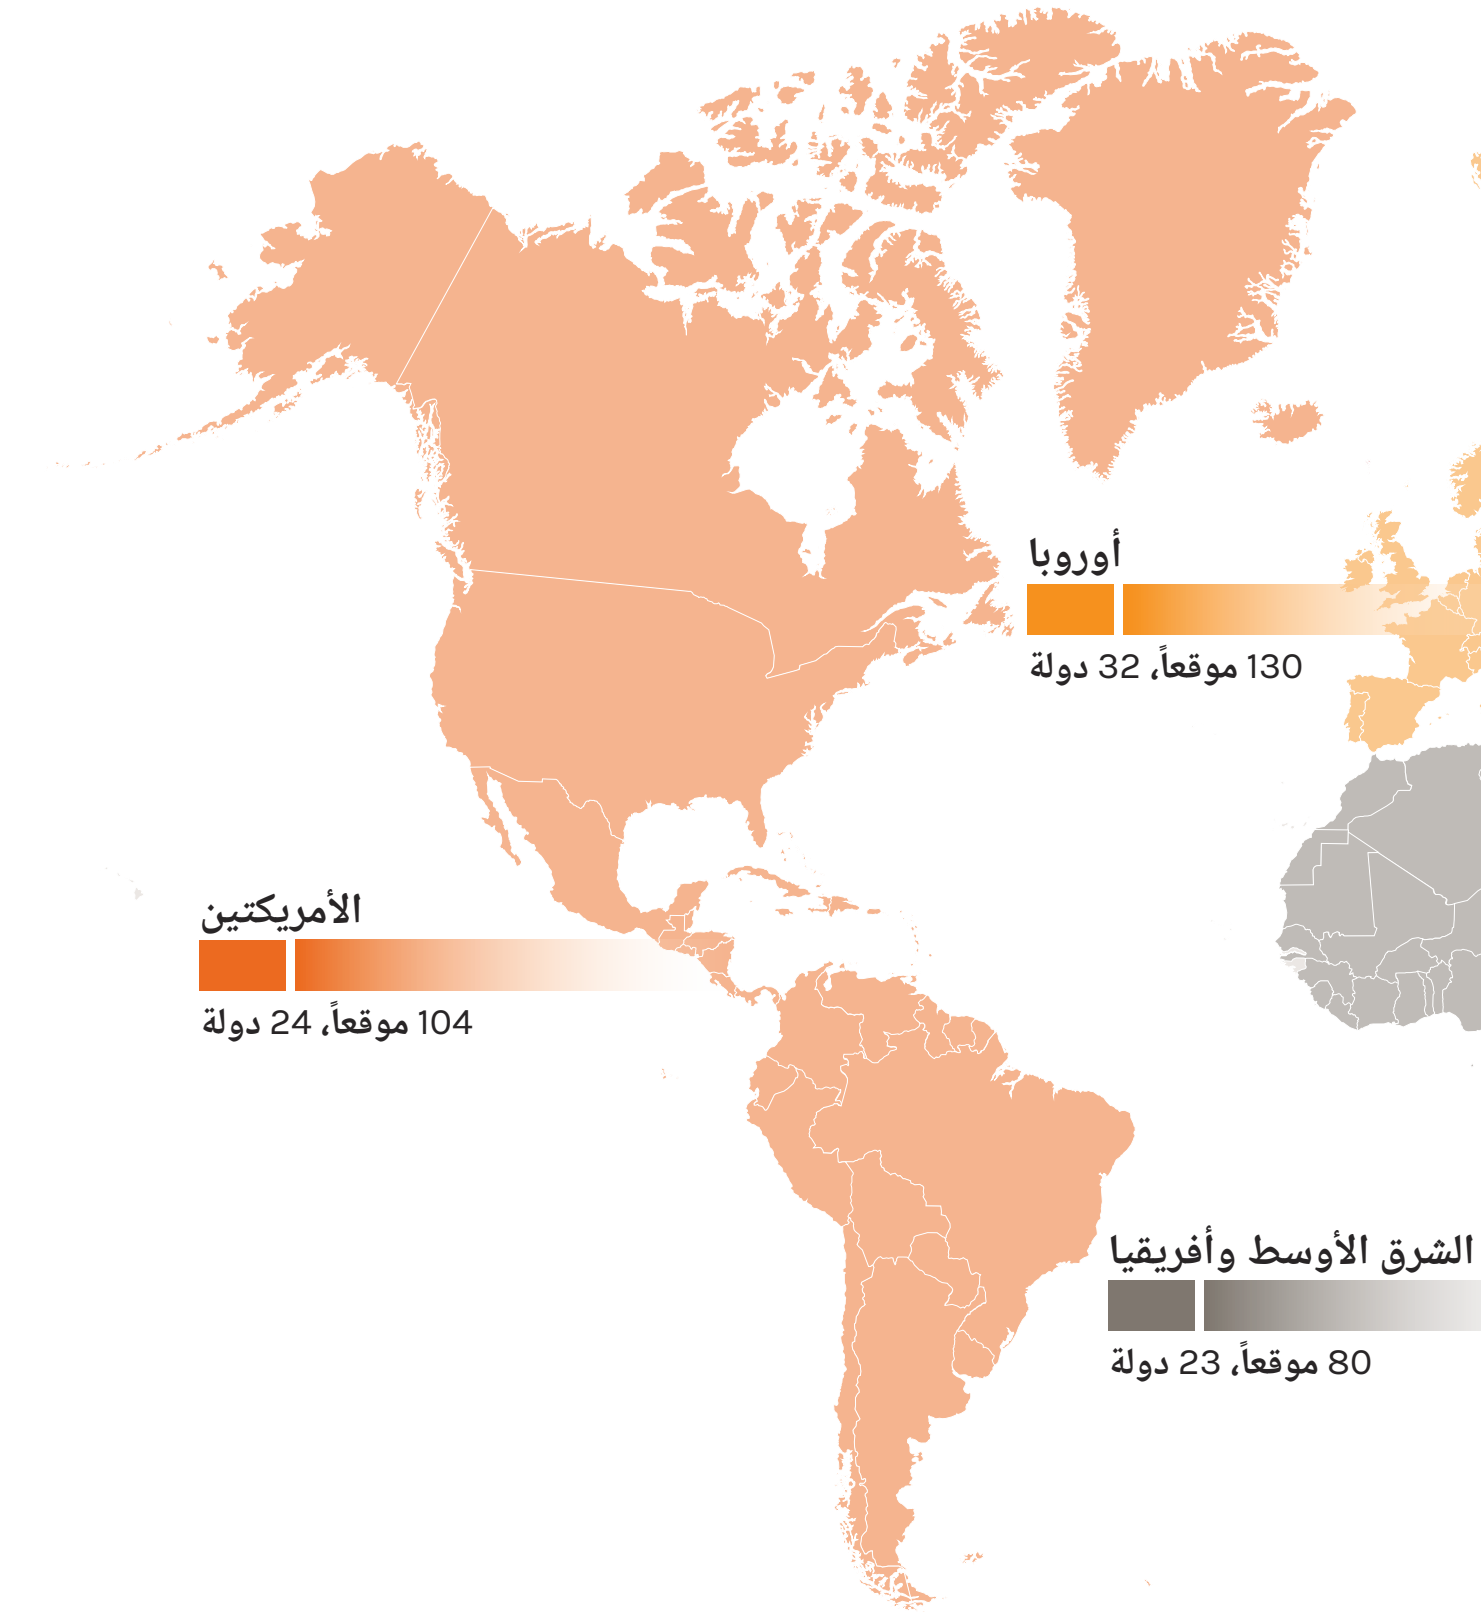 أوروبا
130 موقعاً، 32 دولة
الأمريكتين
104 موقعاً، 24 دولة
الشرق الأوسط وأفريقيا
80 موقعاً، 23 دولة